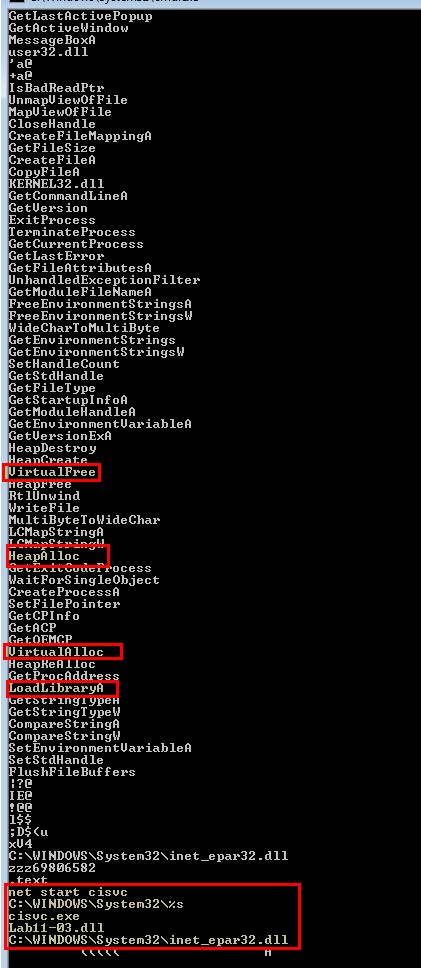 GetLastActivePopup
GetActiveWindow
MessageBoxA
user32.dll
'a@
+a@
IsBadReadPtr
UnmapViewOfFile
MapViewOfFile
CloseHandle
CreateFileMappingA
GetFileSize
CreateFileA
CopyFileA
KERNEL32.dll
GetCommandLineA
GetVersion
ExitProcess
TerminateProcess
GetCurrentProcess
GetLastError
GetFileAttributesA
UnhandledExceptionFilter
GetModuleFileNameA
FreeEnvironmentStringsA
FreeEnvironmentStringsW
WideCharToMultiByte
GetEnvironmentStrings
GetEnvironmentStringsW
SetHandleCount
GetStdHandle
GetFileType
GetStartupInfoA
GetModuleHandleA
GetEnvironmentVariableA
GetVersionExA
HeapDestroy
HeapCreate
VirtualFree
HeapFree
RtlUnwind
WriteFile
MultiByteToWideChar
LCMapStringA
LCMapStringW
HeapAlloc
GetExitCodeProcess
WaitForSingleObject
CreateProcessA
SetFilePointer
GetCPInfo
GetACP
GetOEMCP
VirtualAlloc
HeapReAlloc
GetProcAddress
LoadLibraryA
GetStringTypeA
GetStringTypeW
CompareStringA
CompareStringW
SetEnvironmentVariableA
SetStdHandle
FlushFileBuffers
|?@
IE@
!@@
l$$
;D$<u
xV4
C:\WINDOWS\System32\inet_epar32.dll
zzz69806582
.text
net start cisvc
C:\WINDOWS\System32\%s
cisvc.exe
Lab11-03.dll
C:\WINDOWS\System32\inet_epar32.dll
(((((                  H